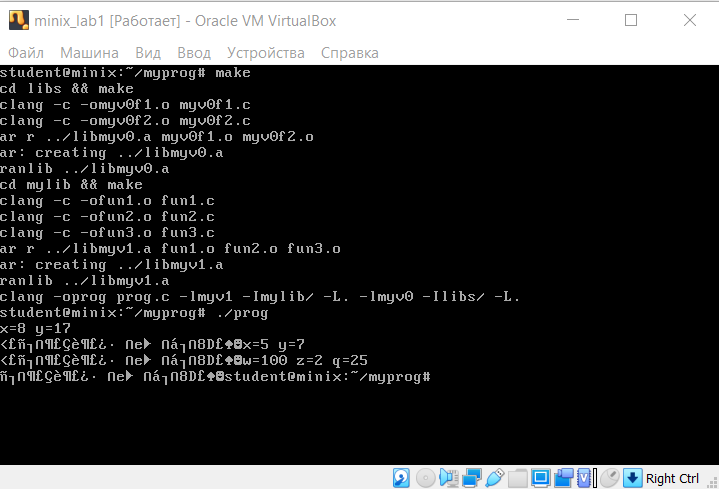 minix_lab1 [Работает] - Oracle VM VirtualBox
Файл Машина Вид Ввод Устройства Справка
student@minix:~/myprog# make
cd libs && make
clang -c -omyv0f1.o myv0f1.c
clang -c -omyv0f2.o myv0f2.c
ar r ../libmyv0.a myv0f1.o myv0f2.o
ar: creating ../libmyv0.a
ranlib ../libmyv0.a
cd mylib && make
clang -c -ofun1.o fun1.c
clang -c -ofun2.o fun2.c
clang -c -ofun3.o fun3.c
ar r ../libmyv1.a fun1.o fun2.o fun3.o
ar: creating ../libmyv1.a
ranlib ../libmyv1.a
clang -oprog prog.c -lmyv1 -Imylib/ -L. -lmyv0 -Ilibs/ -L.
student@minix:~/myprog# ./prog
x=8 y=17
x=5 y=7
w=100 z=2 q=25
student@minix:~/myprog#
Right Ctrl